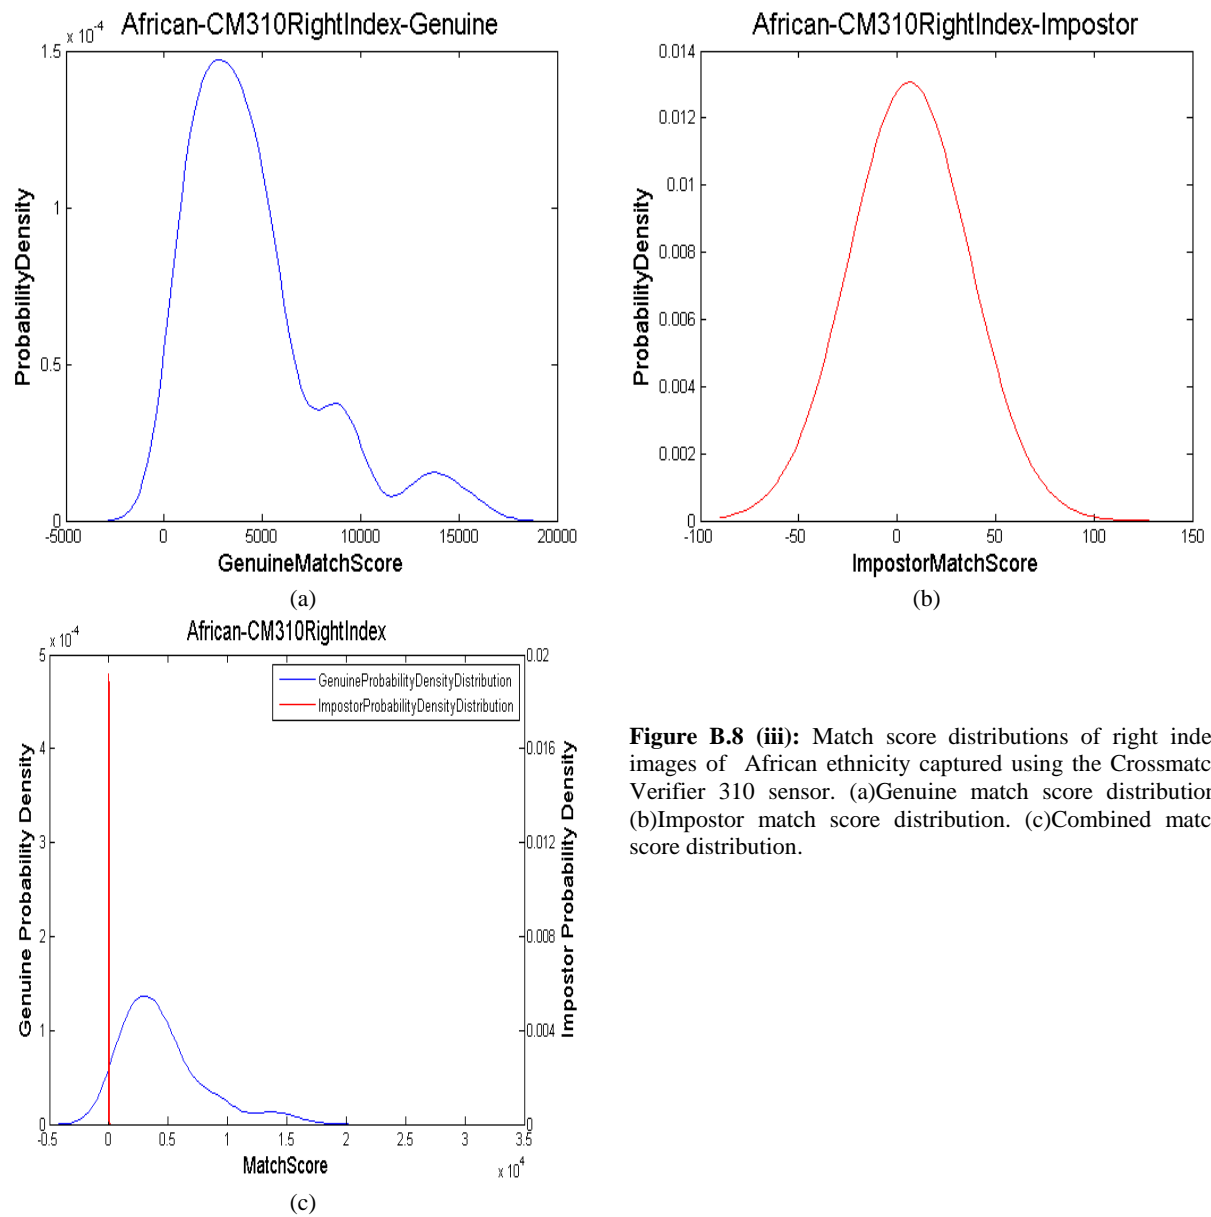 African-CM310RightIndex-Genuine
x 10-4
1.5
1
0.5
0
-5000
0
5000
10000
15000
20000
ProbabilityDensity
GenuineMatchScore
(a)
African-CM310RightIndex-Impostor
0.014
0.012
0.01
0.008
0.006
0.004
0.002
0
-100
-50
0
50
100
150
ProbabilityDensity
ImpostorMatchScore
(b)
African-CM310RightIndex
x 10-4
5
4
3
2
1
0
0.02
0.016
0.012
0.008
0.004
0
GenuineProbabilityDensityDistribution
ImpostorProbabilityDensityDistribution
Genuine Probability Density
Impostor Probability Density
-0.5
0
0.5
1
1.5
2
2.5
3
3.5
x 104
MatchScore
(c)
Figure B.8 (iii): Match score distributions of right inde
images of African ethnicity captured using the Crossmatc
Verifier 310 sensor. (a)Genuine match score distribution
(b)Impostor match score distribution. (c)Combined matc
score distribution.